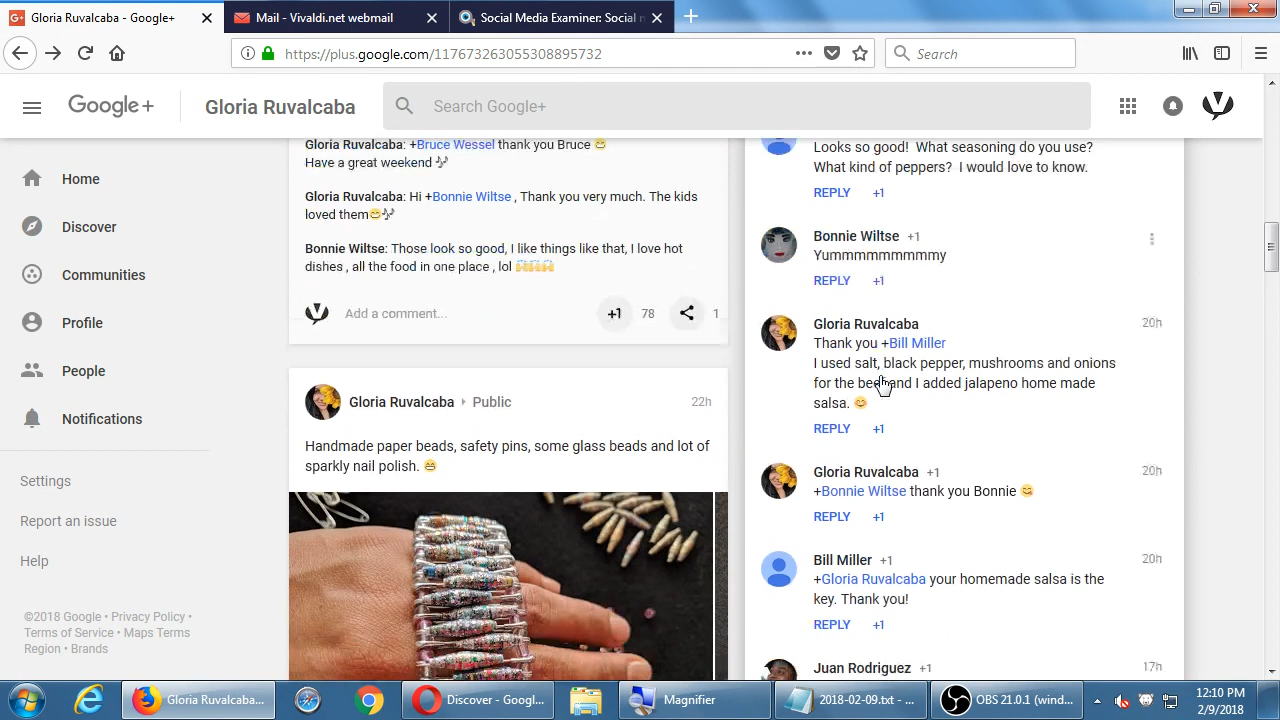 Gloria Ruvalcaba - Google+
Mail - Vivaldi.net webmail
Social Media Examiner: Social m
https://plus.google.com/117673263055308895732
Search
Google+
Gloria Ruvalcaba
Search Google+
Home
Discover
Communities
Profile
People
Notifications
Settings
Report an issue
Help
©2018 Google • Privacy Policy •
Terms of Service • Maps Terms
Region • Brands
Gloria Ruvalcaba: +Bruce Wessel thank you Bruce 😁
Have a great weekend 🎶
Gloria Ruvalcaba: Hi +Bonnie Wiltse , Thank you very much. The kids
loved them😁🎶
Bonnie Wiltse: Those look so good, I like things like that, I love hot
dishes , all the food in one place , lol 🙌🙌🙌
Add a comment...
+1
78
1
Gloria Ruvalcaba
Public
22h
Handmade paper beads, safety pins, some glass beads and lot of
sparkly nail polish. 😁
Looks so good! What seasoning do you use?
What kind of peppers? I would love to know.
REPLY +1
Bonnie Wiltse +1
Yummmmmmmmmy
REPLY +1
Gloria Ruvalcaba 20h
Thank you +Bill Miller
I used salt, black pepper, mushrooms and onions
for the beef and I added jalapeno home made
salsa. 😊
REPLY +1
Gloria Ruvalcaba +1 20h
+Bonnie Wiltse thank you Bonnie 😋
REPLY +1
Bill Miller +1 20h
+Gloria Ruvalcaba your homemade salsa is the
key. Thank you!
REPLY +1
Juan Rodriguez +1 17h
Gloria Ruvalcaba...
Discover - Googl...
Magnifier
2018-02-09.txt - ...
OBS 21.0.1 (wind...
12:10 PM
2/9/2018